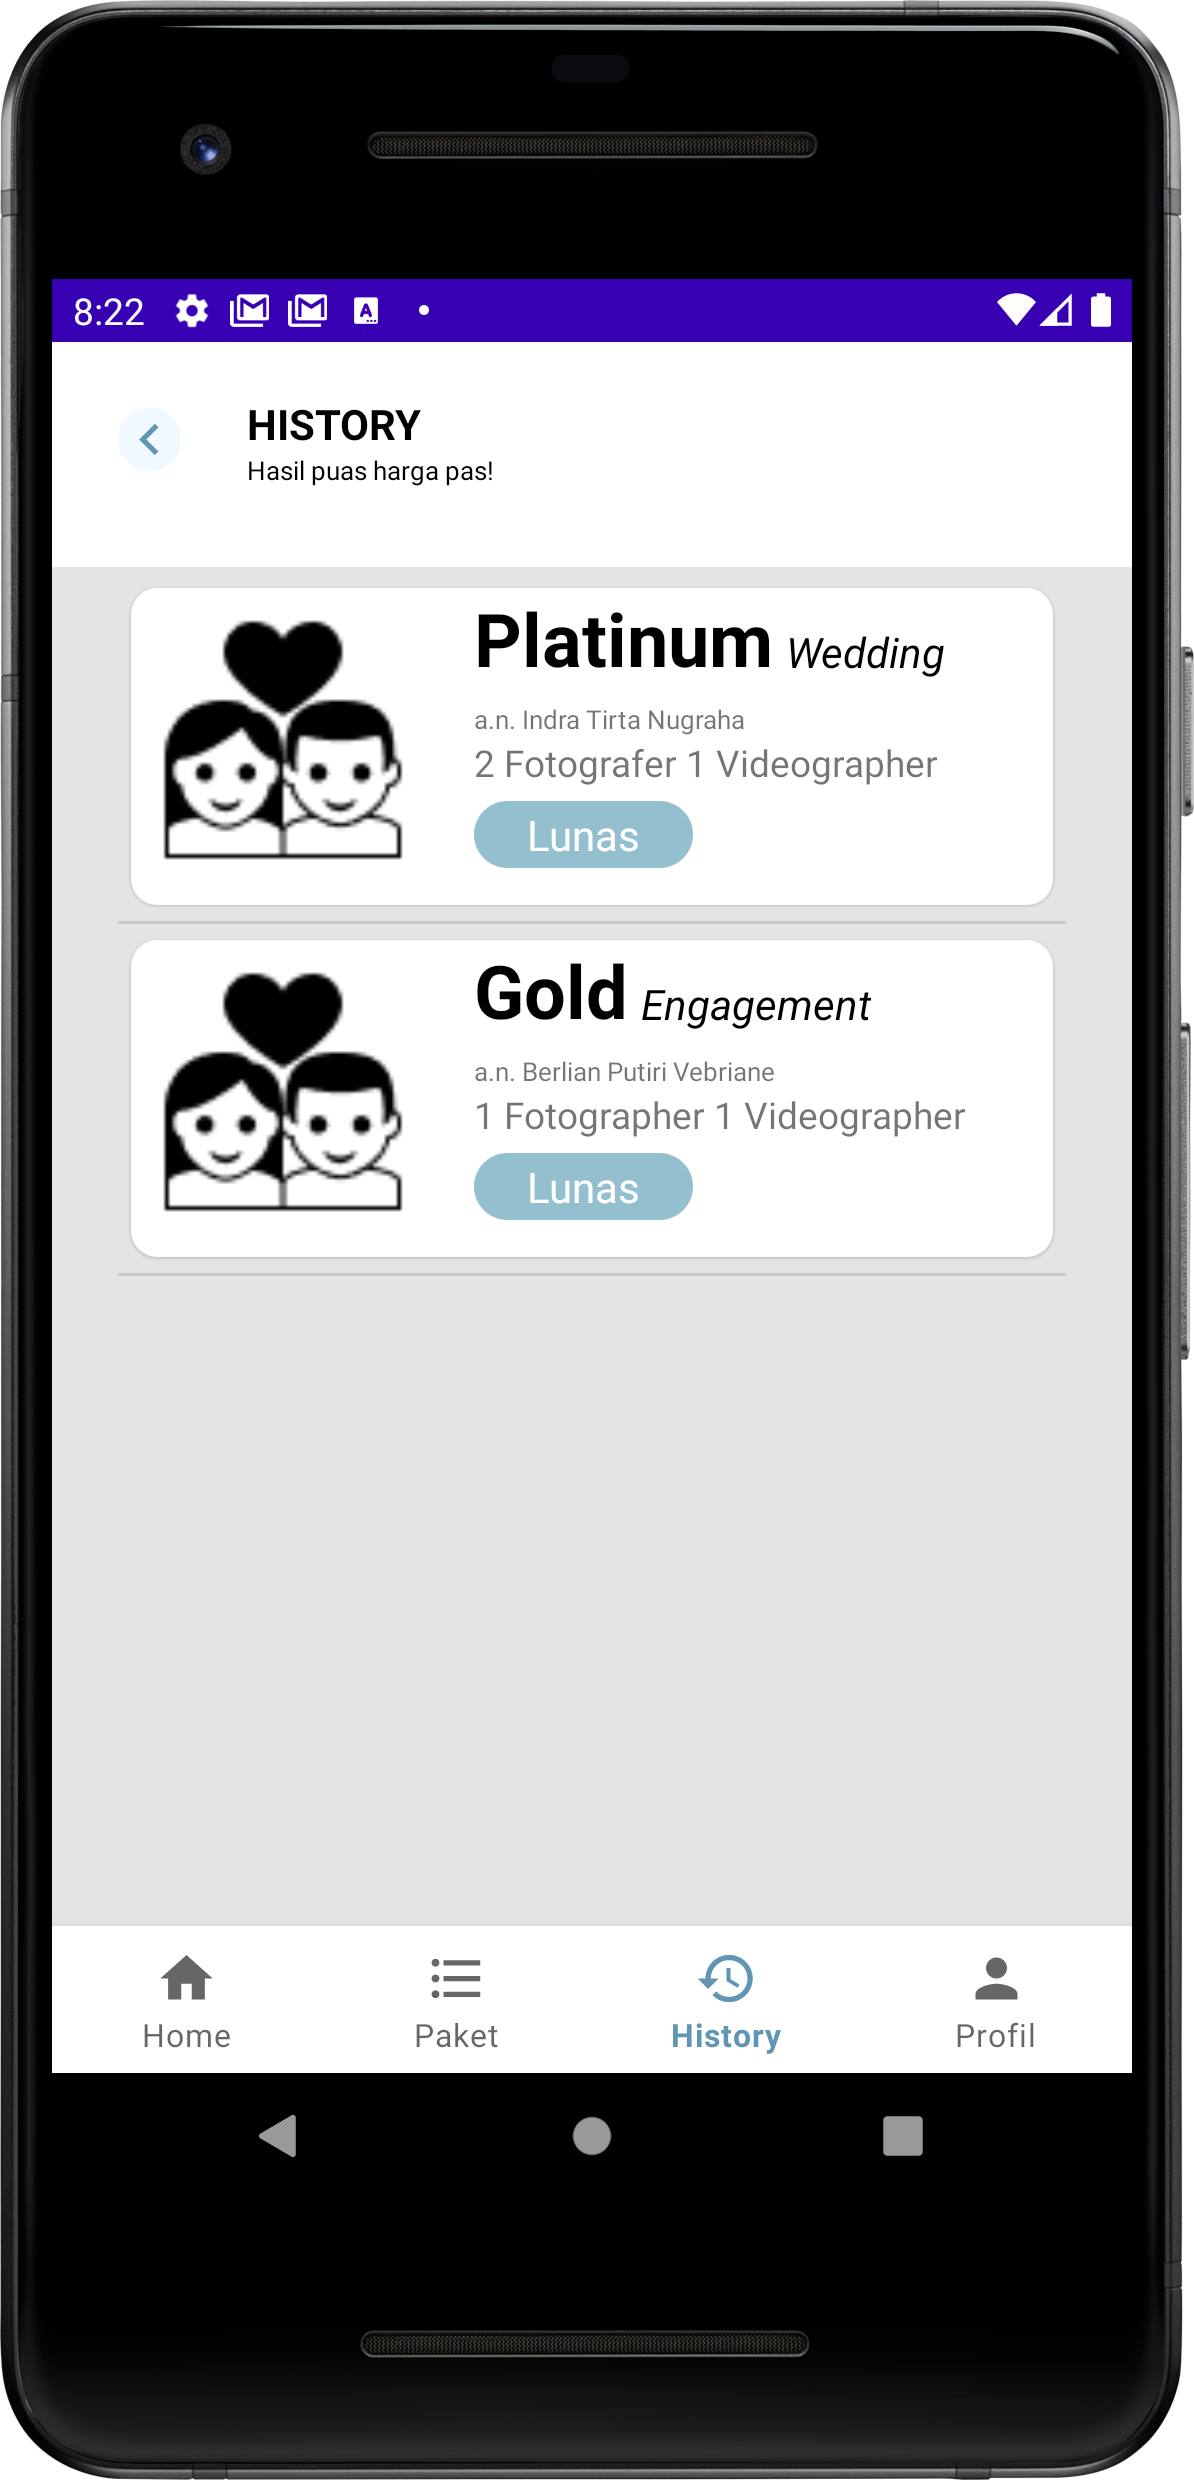 8:22
HISTORY
Hasil puas harga pas!
Platinum Wedding
a.n. Indra Tirta Nugraha
2 Fotografer 1 Videographer
Lunas
Gold Engagement
a.n. Berlian Putiri Vebriane
1 Fotographer 1 Videographer
Lunas
Home Paket History Profil